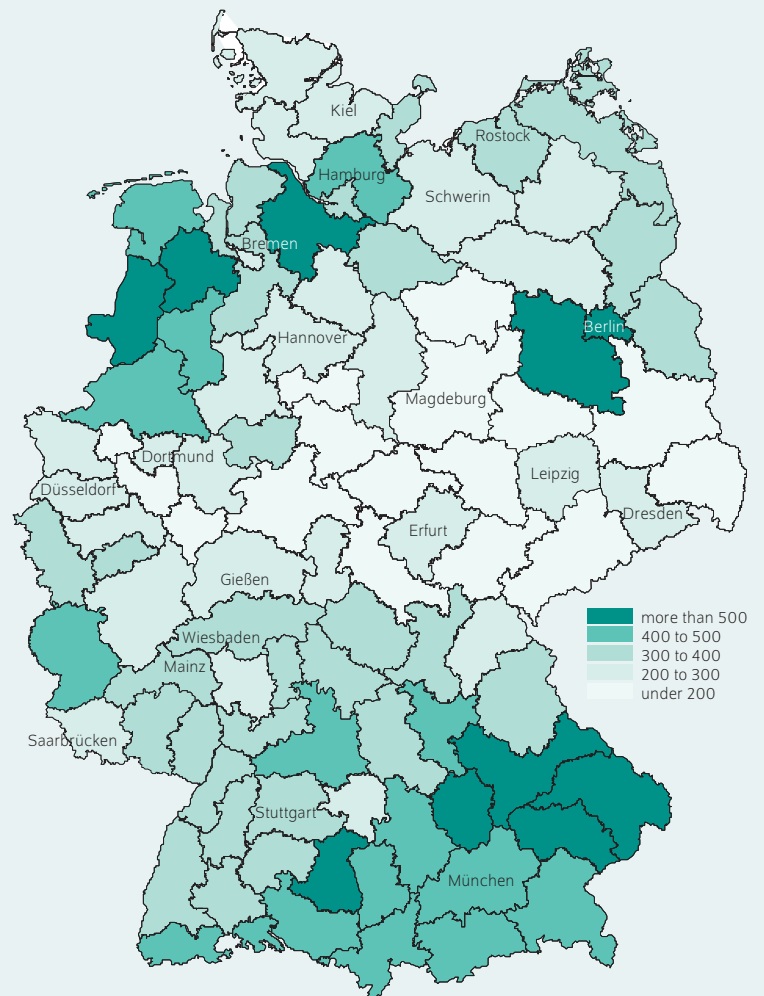 Kiel
Rostock
Hamburg
Schwerin
Bremen
Berlin
Hannover
Magdeburg
Dortmund
Leipzig
Düsseldorf
Dresden
Erfurt
Gießen
more than 500
400 to 500
300 to 400
200 to 300
under 200
Wiesbaden
Mainz
Saarbrücken
Stuttgart
München